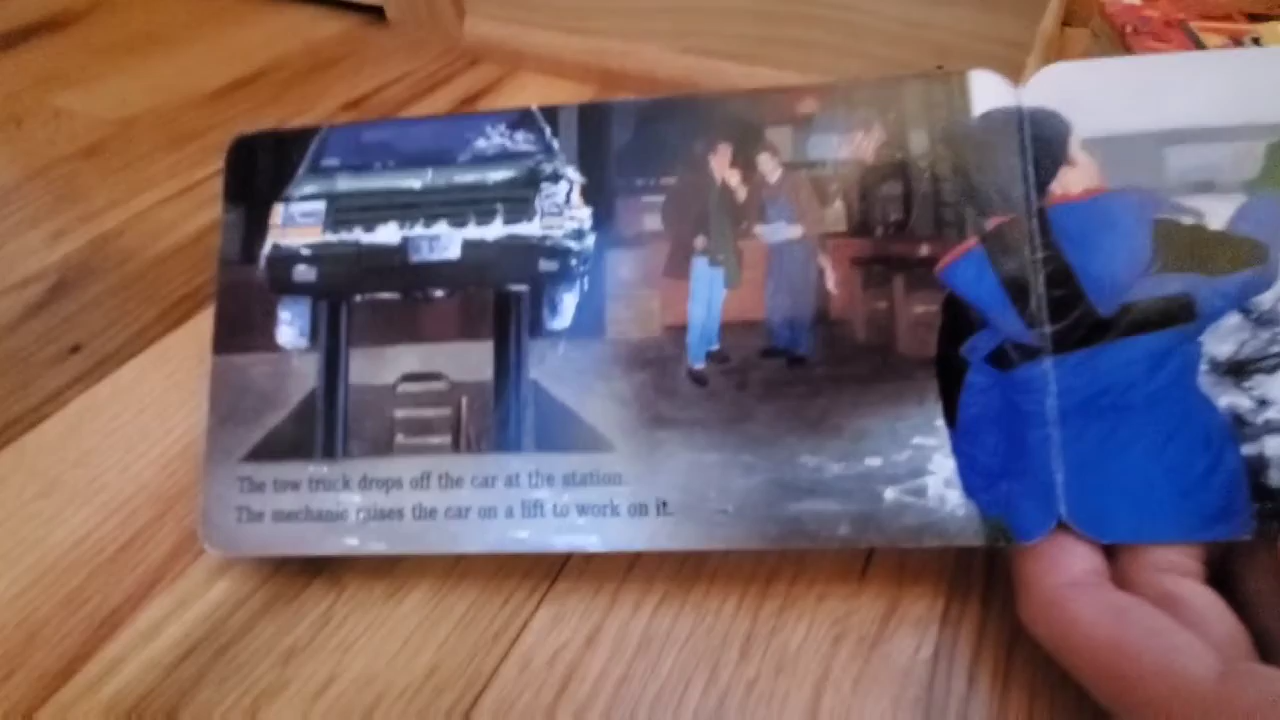 The tow truck drops off the car at the station.
The mechanic raises the car on a lift to work on it.